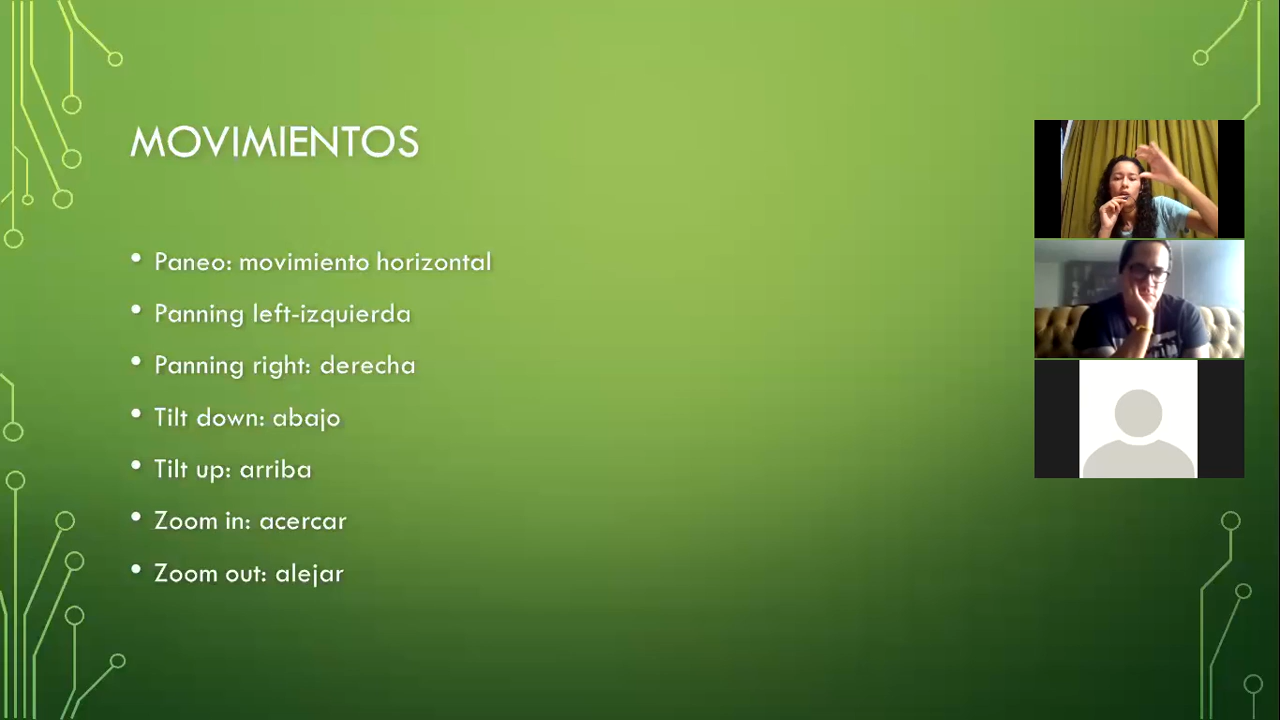 MOVIMIENTOS
• Paneo: movimiento horizontal
• Panning left-izquierda
• Panning right: derecha
• Tilt down: abajo
• Tilt up: arriba
• Zoom in: acercar
• Zoom out: alejar